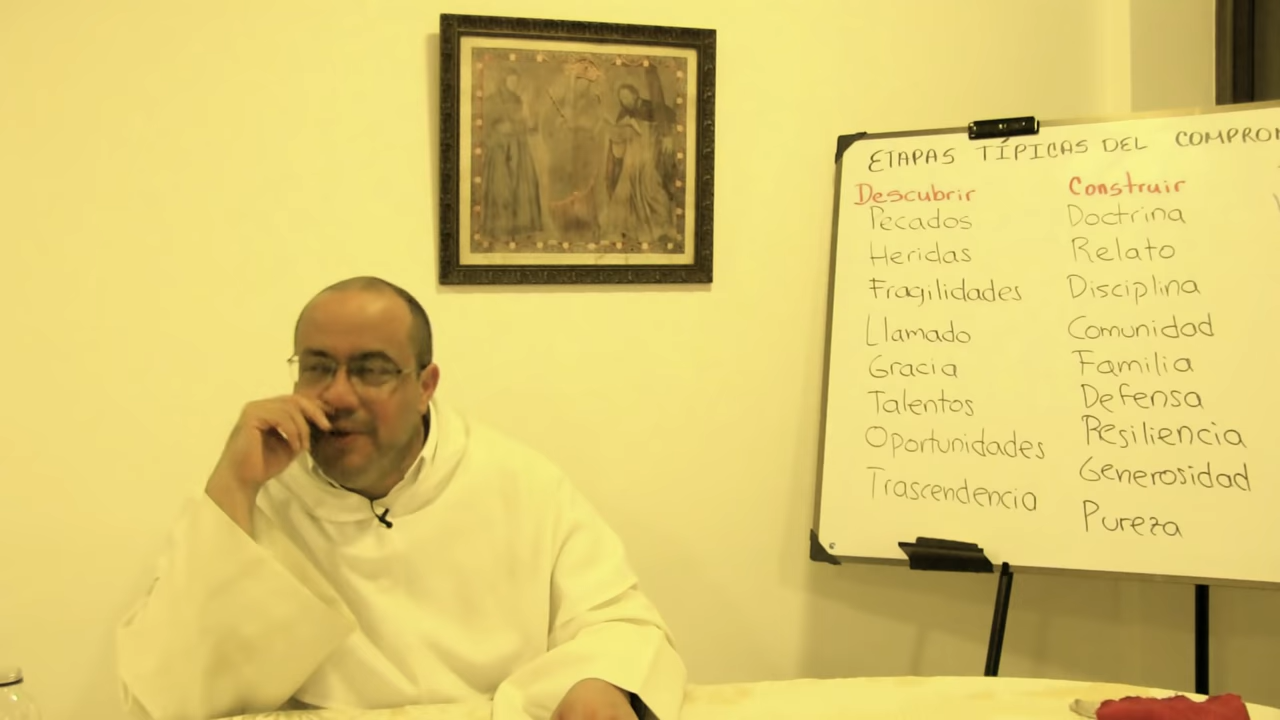 ETAPAS TÍPICAS DEL COMPROM
Descubrir
Pecados
Heridas
Fragilidades
Llamado
Gracia
Talentos
Oportunidades
Trascendencia
Construir
Doctrina
Relato
Disciplina
Comunidad
Familia
Defensa
Resiliencia
Generosidad
Pureza